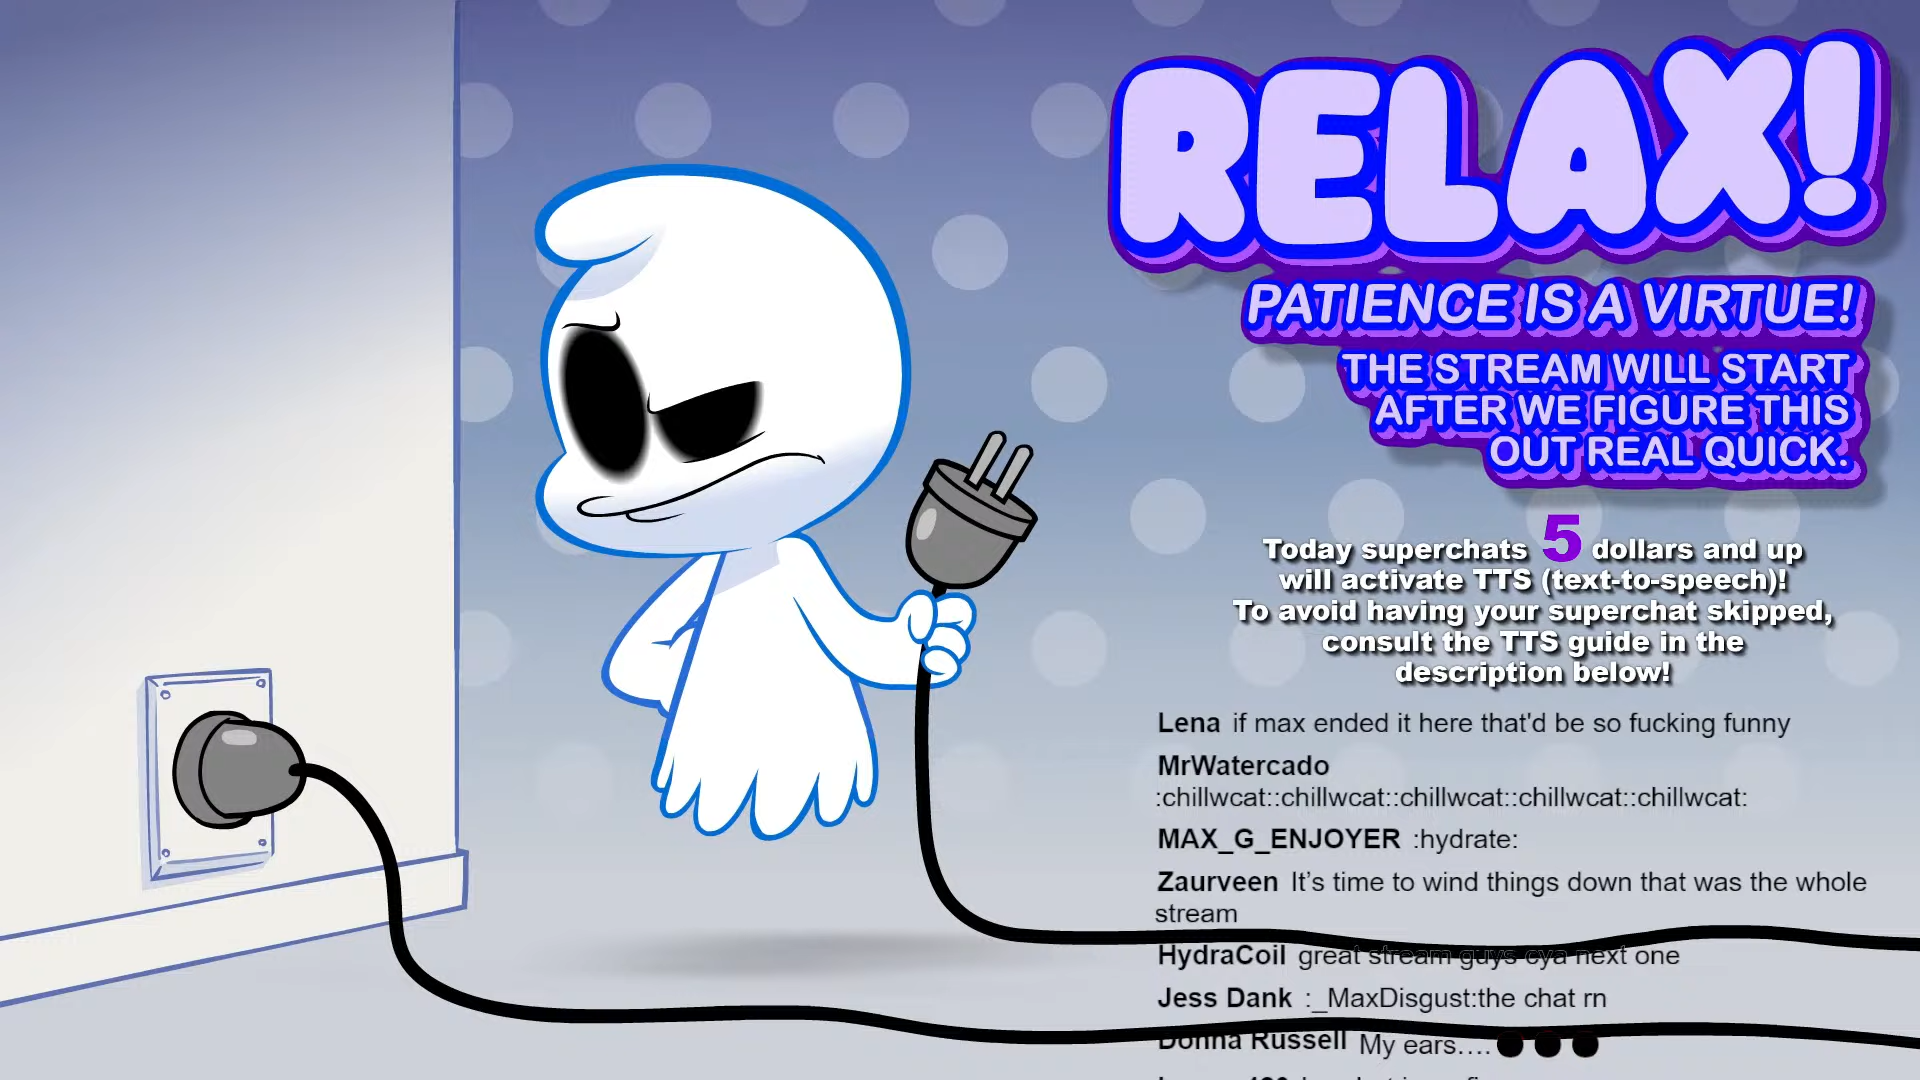 RELAX!
PATIENCE IS A VIRTUE!
THE STREAM WILL START
AFTER WE FIGURE THIS
OUT REAL QUICK.
Today superchats 5 dollars and up
will activate TTS (text-to-speech)!
To avoid having your superchat skipped,
consult the TTS guide in the
description below!
Lena if max ended it here that'd be so fucking funny
MrWatercado
:chillwcat::chillwcat::chillwcat::chillwcat::chillwcat:
MAX_G_ENJOYER :hydrate:
Zaurveen It’s time to wind things down that was the whole
stream
HydraCoil great stream guys cya next one
Jess Dank :_MaxDisgust:the chat rn
Donna Russell My ears….